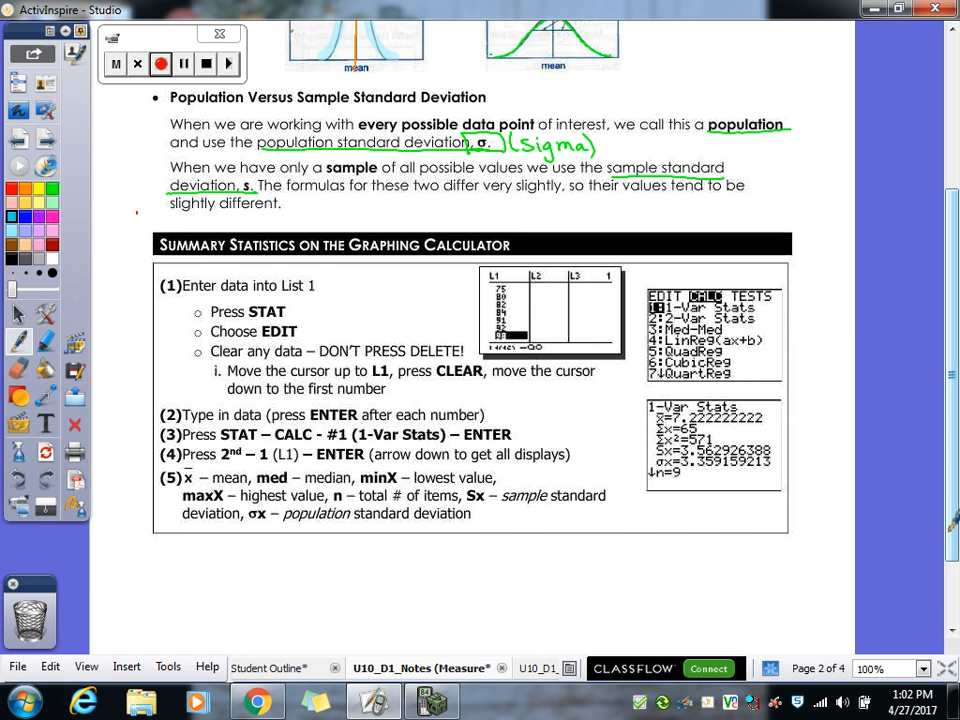 ActivInspire - Studio
mean
mean
M
• Population Versus Sample Standard Deviation
When we are working with every possible data point of interest, we call this a population
and use the population standard deviation, σ. (sigma)
When we have only a sample of all possible values we use the sample standard
deviation, s. The formulas for these two differ very slightly, so their values tend to be
slightly different.
SUMMARY STATISTICS ON THE GRAPHING CALCULATOR
(1)Enter data into List 1
o Press STAT
o Choose EDIT
o Clear any data – DON'T PRESS DELETE!
i. Move the cursor up to L1, press CLEAR, move the cursor
down to the first number
(2)Type in data (press ENTER after each number)
(3)Press STAT – CALC - #1 (1-Var Stats) – ENTER
(4)Press 2nd – 1 (L1) – ENTER (arrow down to get all displays)
(5) x̄ – mean, med – median, minX – lowest value,
maxX – highest value, n – total # of items, Sx – sample standard
deviation, σx – population standard deviation
L1 L2 L3 1
75
80
82
84
91
92
EDIT CALC TESTS
1:1-Var Stats
2:2-Var Stats
3:Med-Med
4:LinReg(ax+b)
5:QuadReg
6:CubicReg
7↓QuartReg
1-Var Stats
x̄=7.222222222
Σx=65
Σx²=571
Sx=3.562926388
σx=3.359159213
↓n=9
File Edit View Insert Tools Help
Student Outline* U10_D1_Notes (Measure* U10_D1_
CLASSFLOW Connect
Page 2 of 4 100%
1:02 PM
4/27/2017